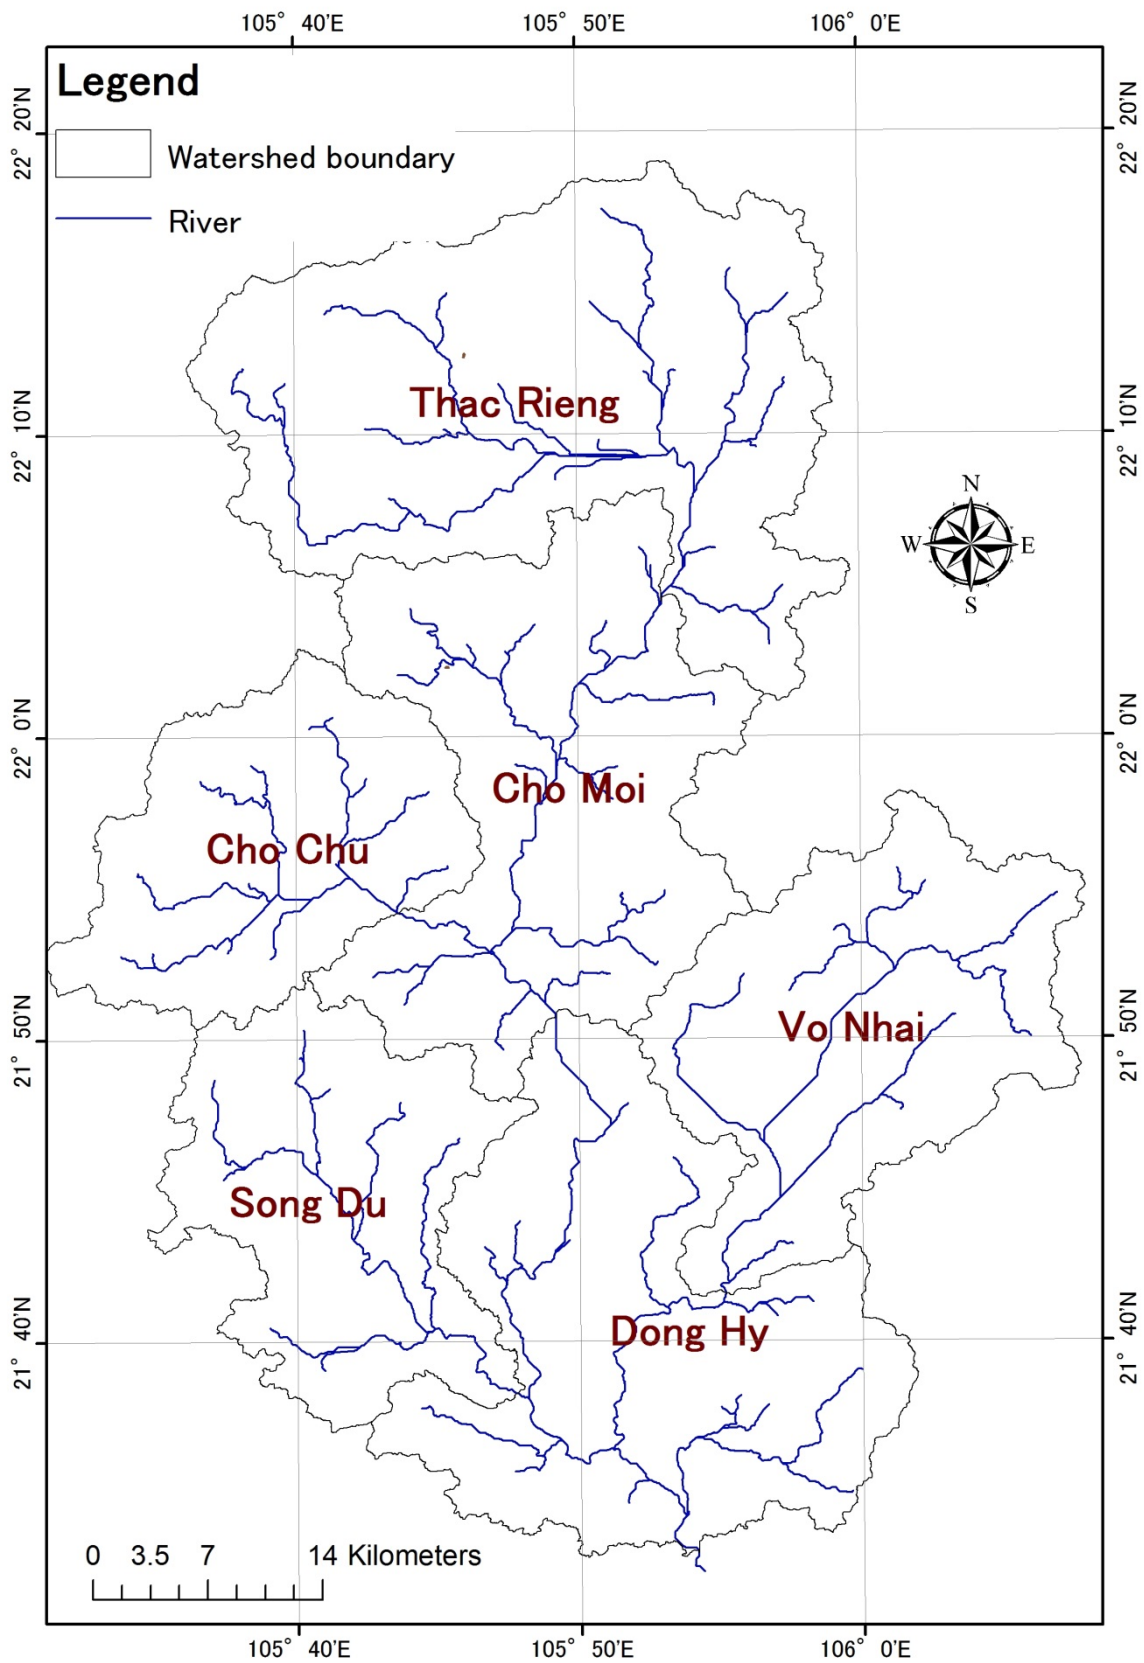 105° 40'E 105° 50'E 106° 0'E
Legend
Watershed boundary
River
22° 20'N 22° 20'N
Thac Rieng
22° 10'N 22° 10'N
N
W E
S
22° 0'N 22° 0'N
Cho Moi
Cho Chu
Vo Nhai
21° 50'N 21° 50'N
Song Du
Dong Hy
21° 40'N 21° 40'N
0 3.5 7 14 Kilometers
105° 40'E 105° 50'E 106° 0'E